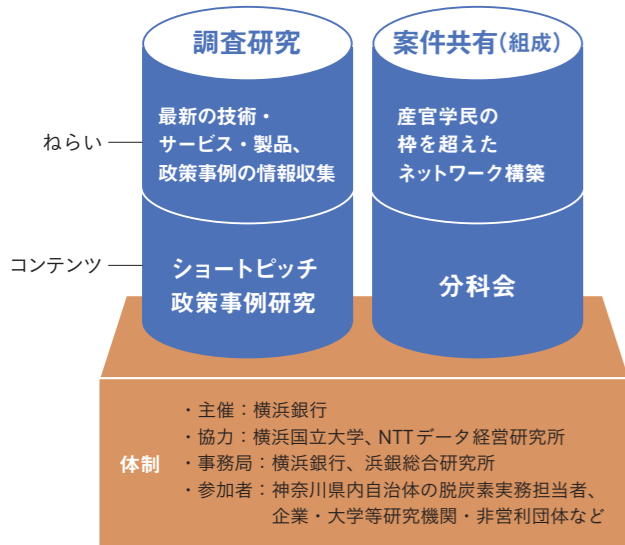 調査研究
案件共有(組成)
ねらい
最新の技術・
サービス・製品、
政策事例の情報収集
産官学民の
枠を超えた
ネットワーク構築
コンテンツ
ショートピッチ
政策事例研究
分科会
体制
・主催：横浜銀行
・協力：横浜国立大学、NTTデータ経営研究所
・事務局：横浜銀行、浜銀総合研究所
・参加者：神奈川県内自治体の脱炭素実務担当者、
企業・大学等研究機関・非営利団体など